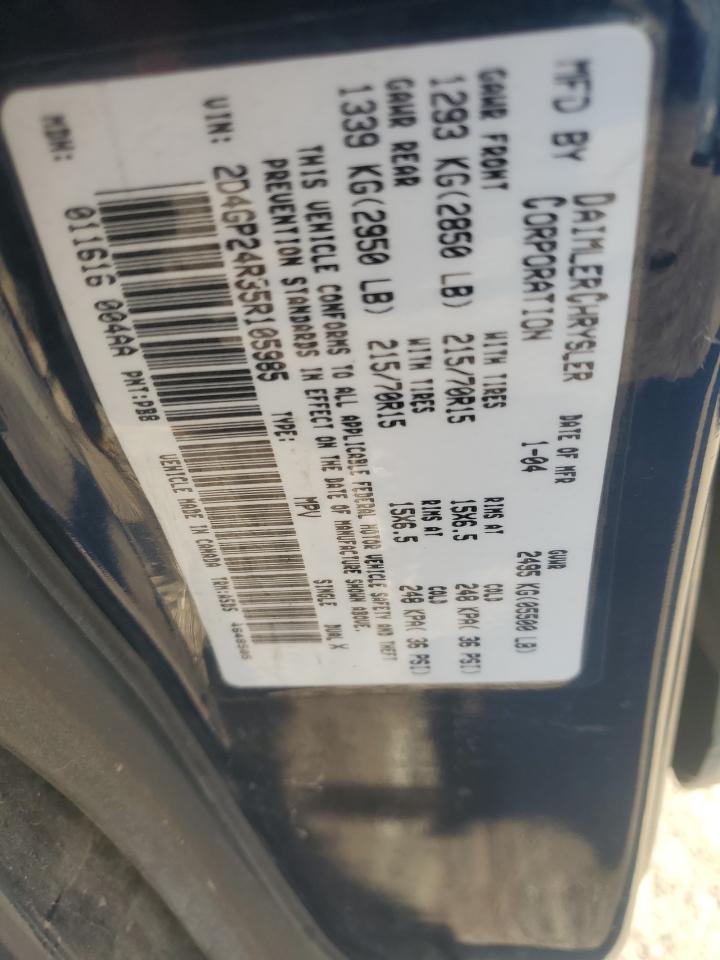 MFD BY DAIMLERCHRYSLER CORPORATION
DATE OF MFR 1-04
GVWR 2495 KG(05500 LB)
GAWR FRONT WITH TIRES RIMS AT COLD
1293 KG(2850 LB) 215/70R15 15X6.5 248 KPA( 36 PSI)
GAWR REAR WITH TIRES RIMS AT COLD
1339 KG(2950 LB) 215/70R15 15X6.5 248 KPA( 36 PSI)
THIS VEHICLE CONFORMS TO ALL APPLICABLE FEDERAL MOTOR VEHICLE SAFETY AND THEFT
PREVENTION STANDARDS IN EFFECT ON THE DATE OF MANUFACTURE SHOWN ABOVE.
VIN: 2D4GP24R35R105985 TYPE: MPV SINGLE DUAL X
MDH: 011616 004AA PNT:PB8
VEHICLE MADE IN CANADA